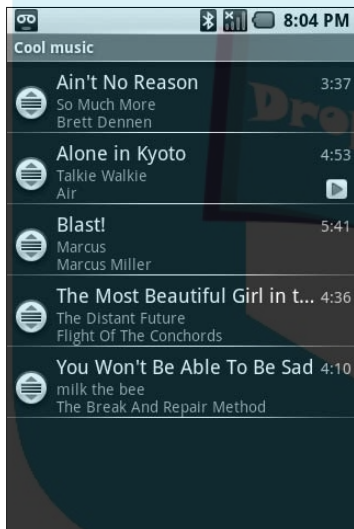 8:04 PM
Cool music
Ain't No Reason 3:37
So Much More
Brett Dennen
Alone in Kyoto 4:53
Talkie Walkie
Air
Blast! 5:41
Marcus
Marcus Miller
The Most Beautiful Girl in t... 4:36
The Distant Future
Flight Of The Conchords
You Won't Be Able To Be Sad 4:10
milk the bee
The Break And Repair Method
Dro